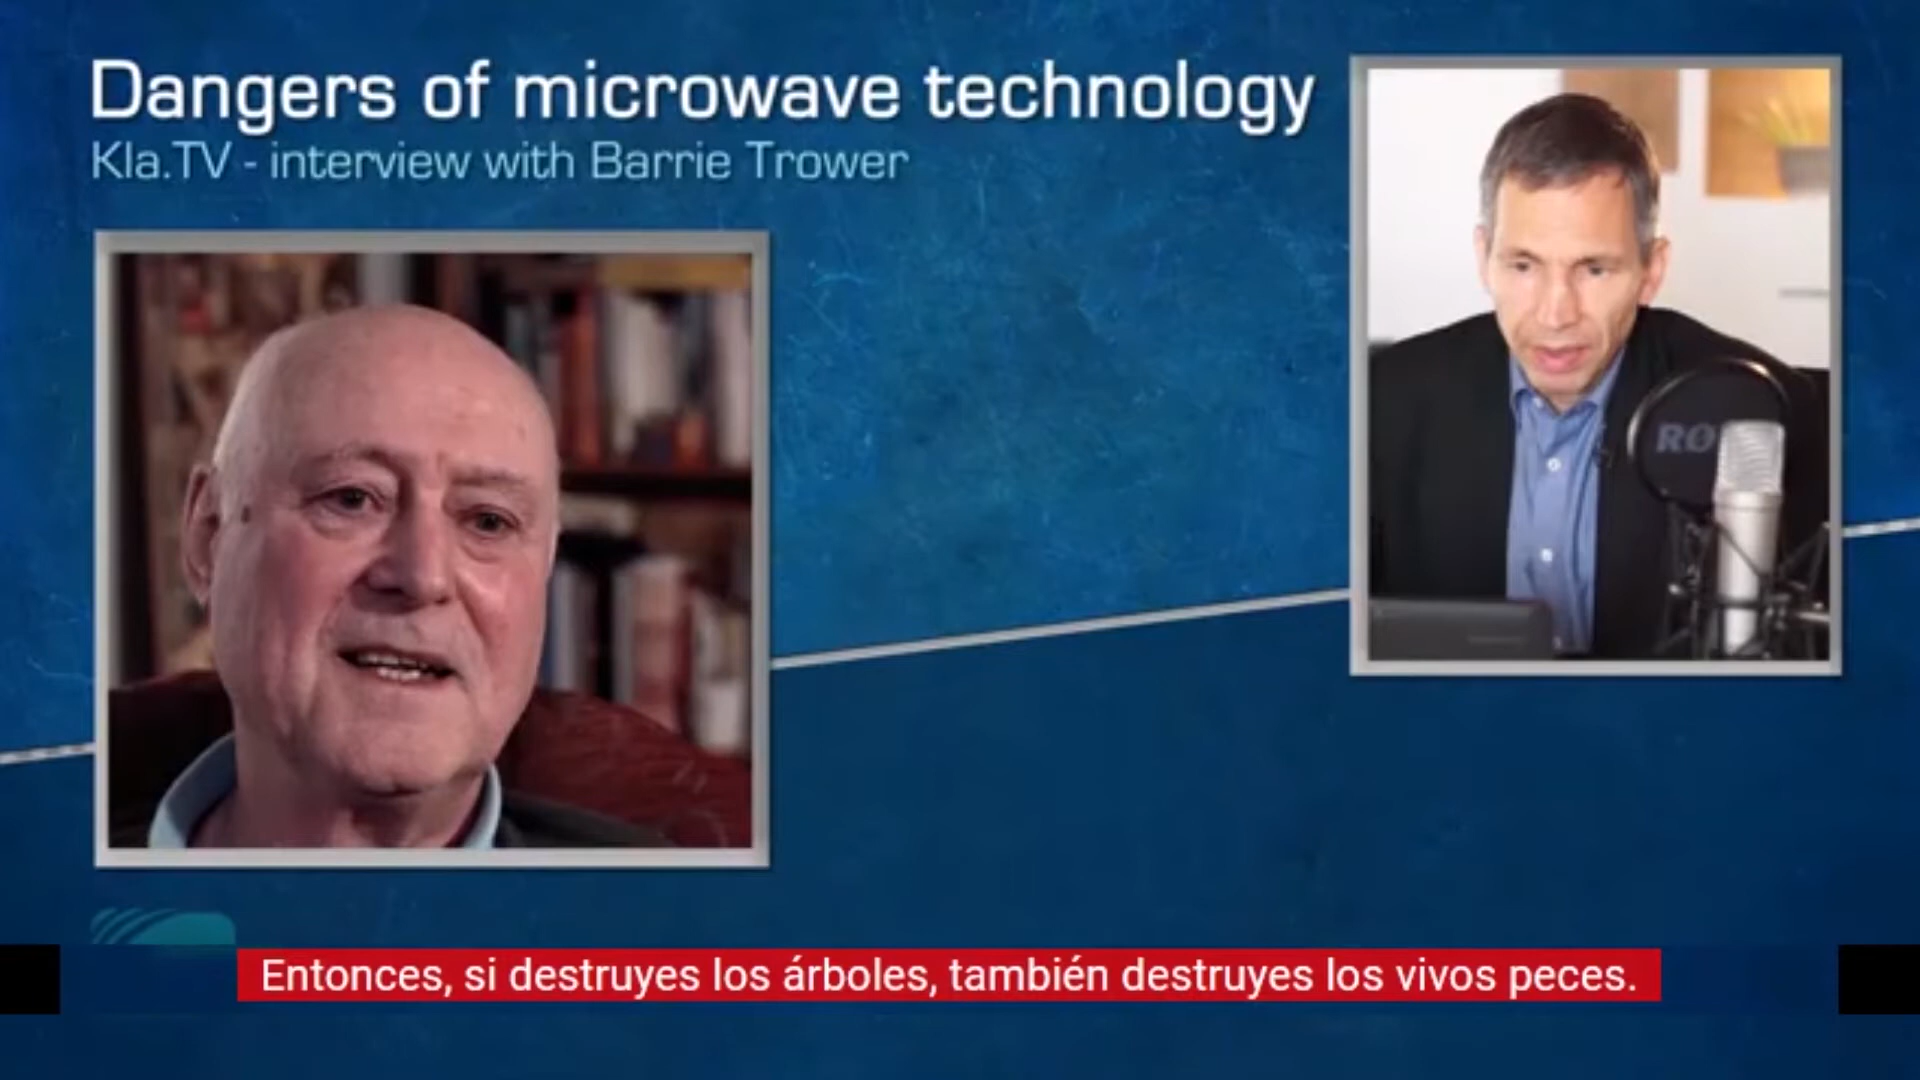 Dangers of microwave technology
Kla.TV - interview with Barrie Trower
RØ
Entonces, si destruyes los árboles, también destruyes los vivos peces.